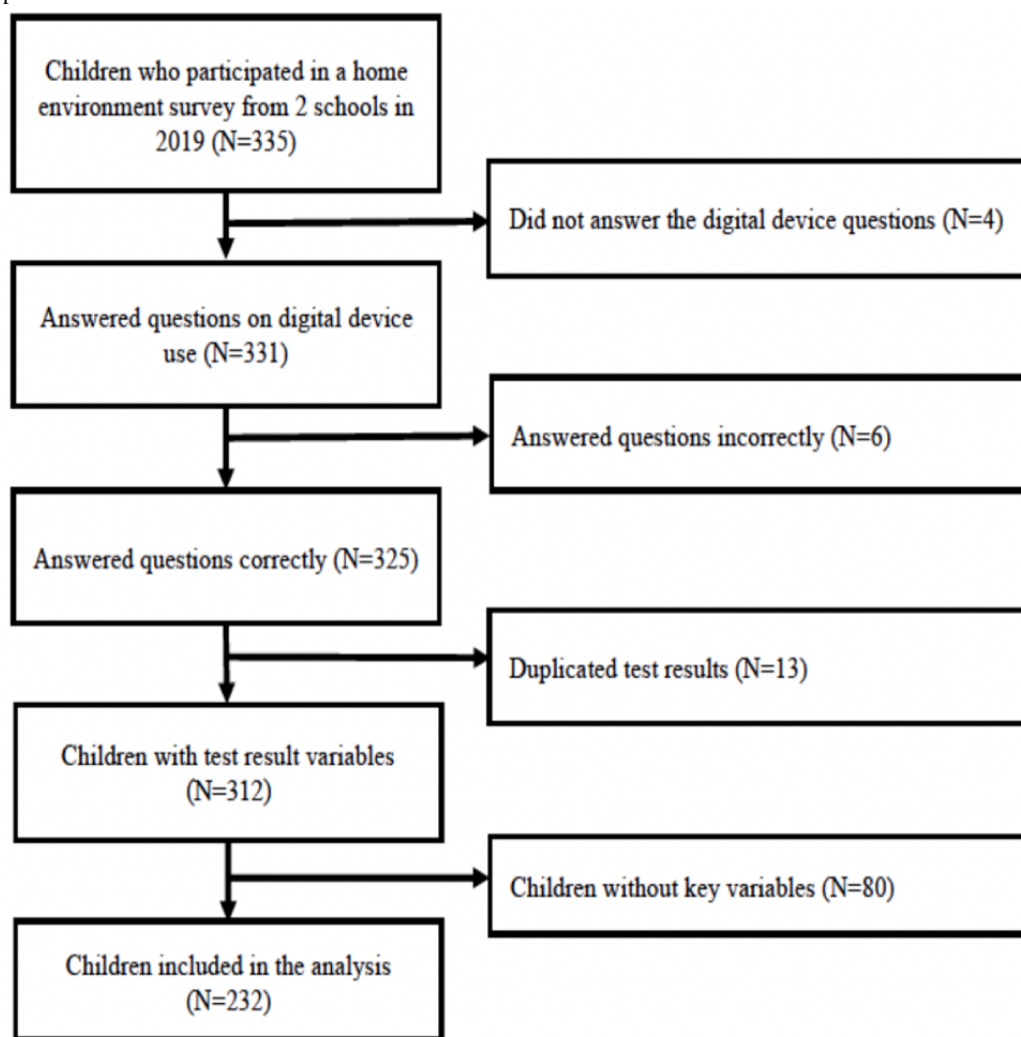 Children who participated in a home
environment survey from 2 schools in
2019 (N=335)
Did not answer the digital device questions (N=4)
Answered questions on digital device
use (N=331)
Answered questions incorrectly (N=6)
Answered questions correctly (N=325)
Duplicated test results (N=13)
Children with test result variables
(N=312)
Children without key variables (N=80)
Children included in the analysis
(N=232)